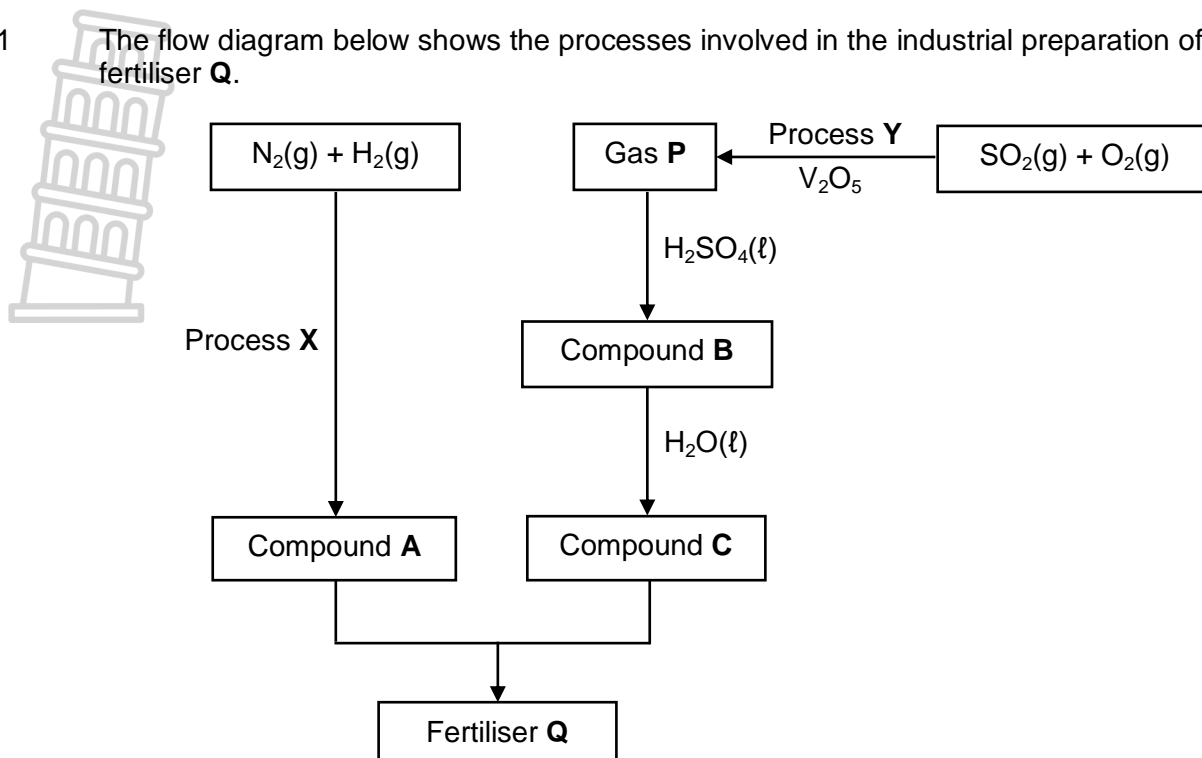 1 The flow diagram below shows the processes involved in the industrial preparation of
fertiliser Q.
N₂(g) + H₂(g)
Gas P
Process Y
V₂O₅
SO₂(g) + O₂(g)
H₂SO₄(ℓ)
Process X
Compound B
H₂O(ℓ)
Compound A
Compound C
Fertiliser Q